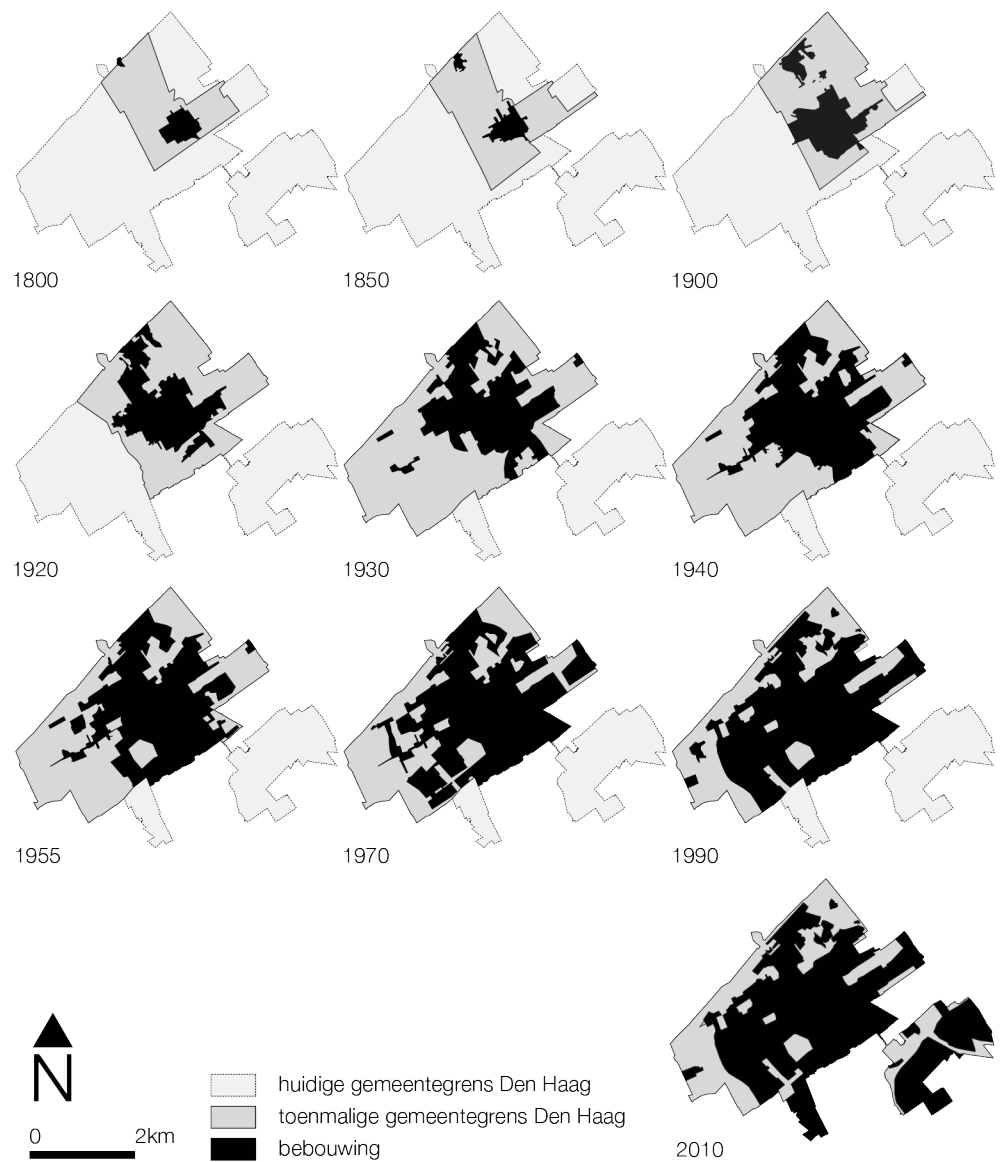 1800
1850
1900
1920
1930
1940
1955
1970
1990
N
0 2km
huidige gemeentegrens Den Haag
toenmalige gemeentegrens Den Haag
bebouwing
2010